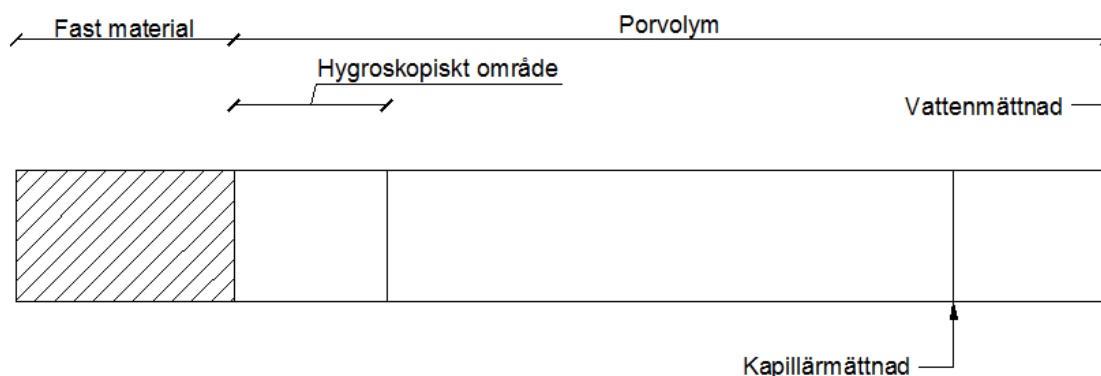 Fast material
Porvolym
Hygroskopiskt område
Vattenmättnad
Kapillärmättnad